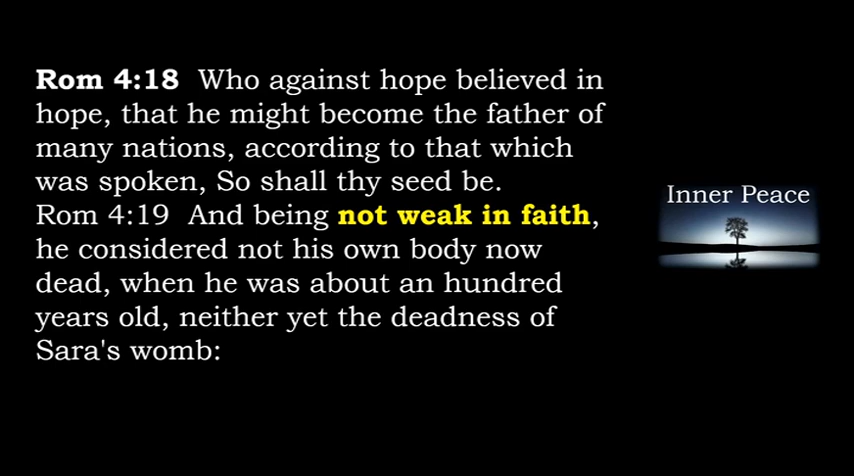 Rom 4:18 Who against hope believed in
hope, that he might become the father of
many nations, according to that which
was spoken, So shall thy seed be.
Rom 4:19 And being not weak in faith,
he considered not his own body now
dead, when he was about an hundred
years old, neither yet the deadness of
Sara's womb:
Inner Peace